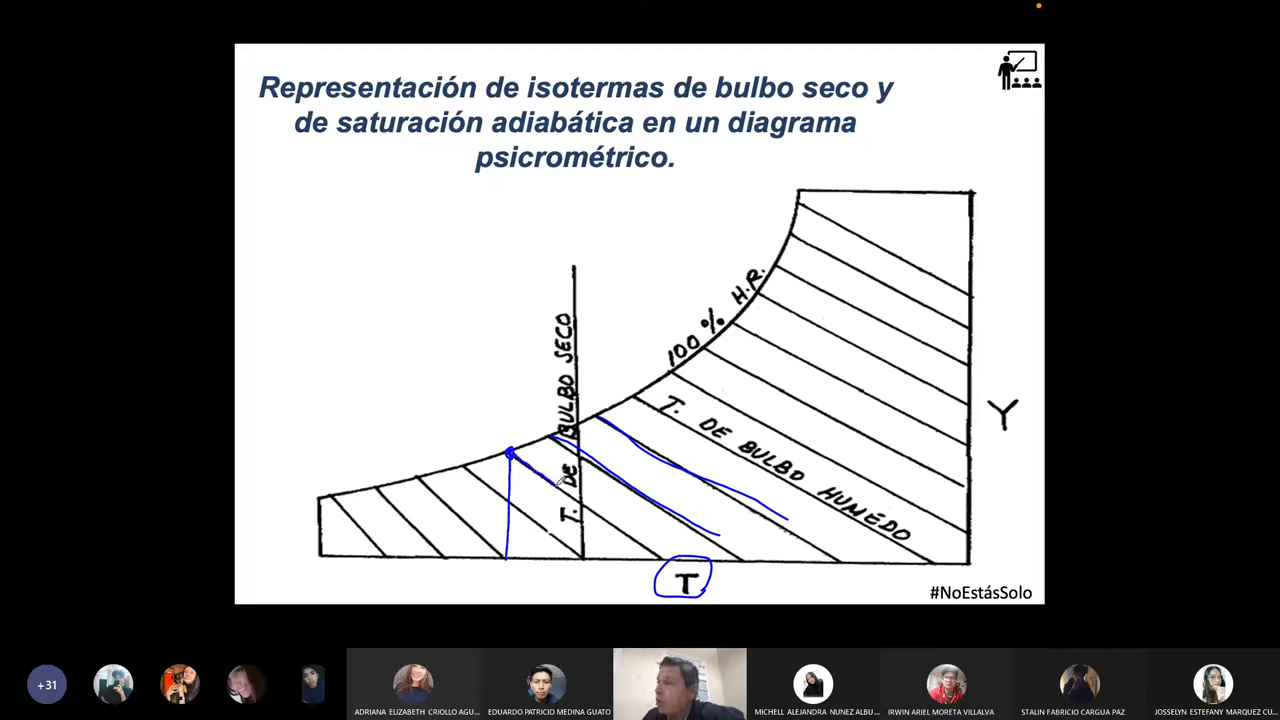 Representación de isotermas de bulbo seco y
de saturación adiabática en un diagrama
psicrométrico.
100 % H.R.
T. DE BULBO SECO
T. DE BULBO HUMEDO
Y
T
#NoEstásSolo
+31
ADRIANA ELIZABETH CRIOLLO AGU...
EDUARDO PATRICIO MEDINA GUATO
MICHELL ALEJANDRA NUNEZ ALBU...
IRWIN ARIEL MORETA VILLALVA
STALIN FABRICIO CARGUA PAZ
JOSSELYN ESTEFANY MARQUEZ CU...